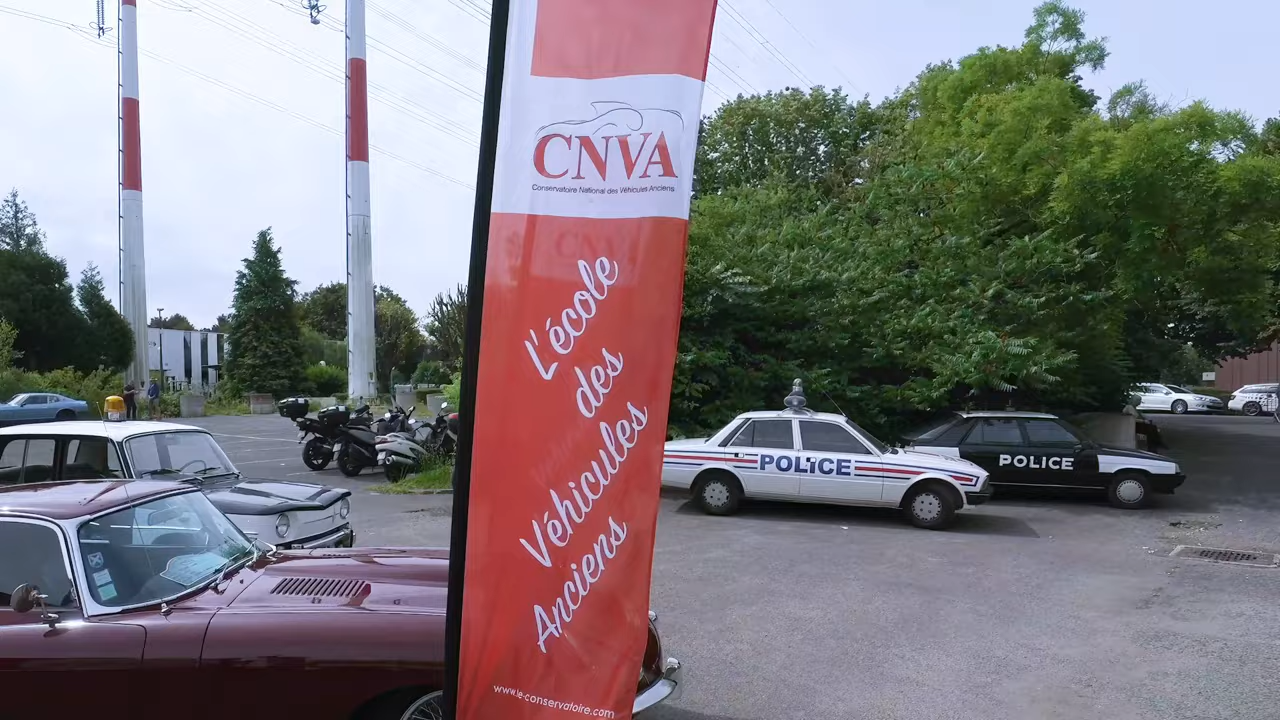 CNVA
Conservatoire National des Véhicules Anciens
L'école
des
Véhicules
Anciens
www.le-conservatoire.com
POLICE
POLICE